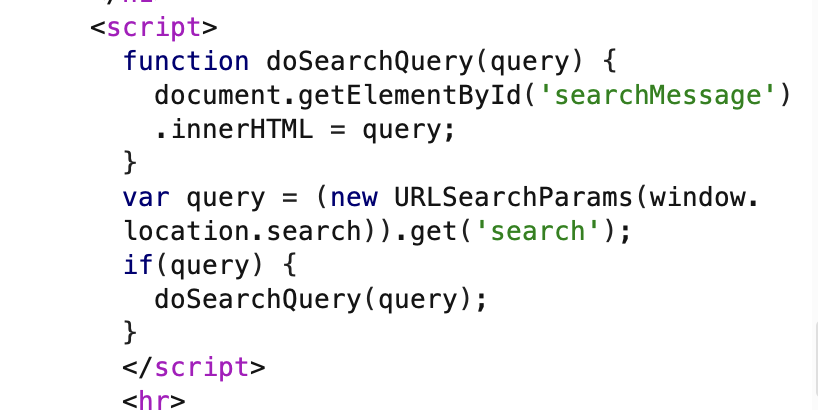 <script>
function doSearchQuery(query) {
document.getElementById('searchMessage')
.innerHTML = query;
}
var query = (new URLSearchParams(window.
location.search)).get('search');
if(query) {
doSearchQuery(query);
}
</script>
<hr>